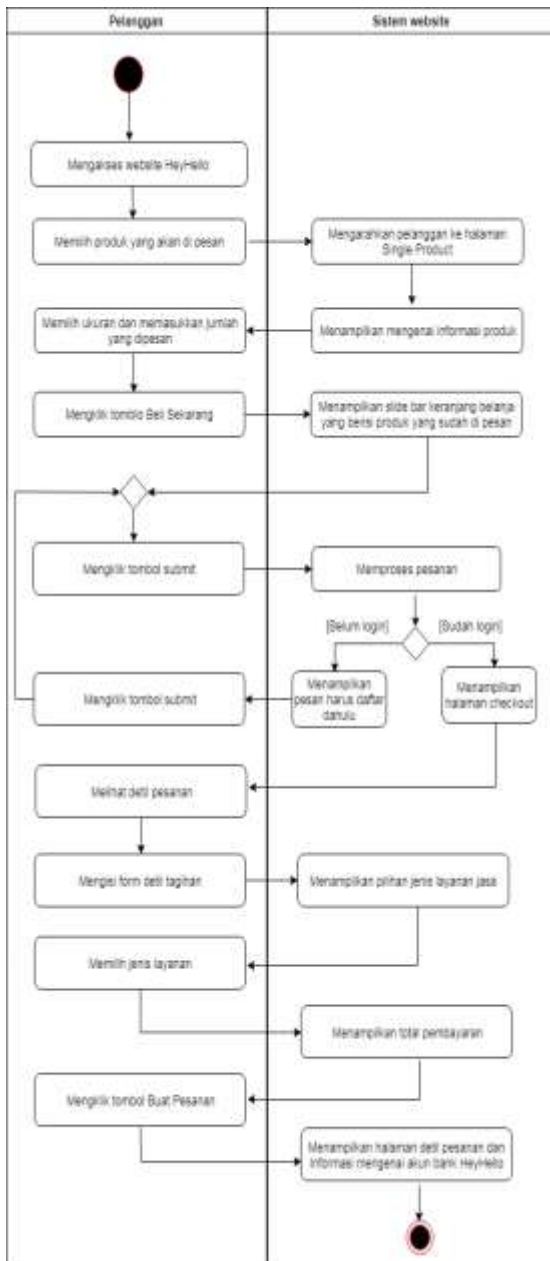 Pelanggan
Sistem website
Mengakses website HeyHello
Memilih produk yang akan di pesan
Mengarahkan pelanggan ke halaman
Single Product
Menampilkan mengenai informasi produk
Memilih ukuran dan memasukkan jumlah
yang dipesan
Mengklik tomblo Beli Sekarang
Menampilkan slide bar keranjang belanja
yang berisi produk yang sudah di pesan
Mengklik tombol submit
Memproses pesanan
[Belum login]
[Sudah login]
Menampilkan
pesan harus daftar
dahulu
Menampilkan
halaman checkout
Mengklik tombol submit
Melihat detil pesanan
Mengisi form detil tagihan
Menampilkan pilihan jenis layanan jasa
Memilih jenis layanan
Menampilkan total pembayaran
Mengklik tombol Buat Pesanan
Menampilkan halaman detil pesanan dan
Informasi mengenai akun bank HeyHello